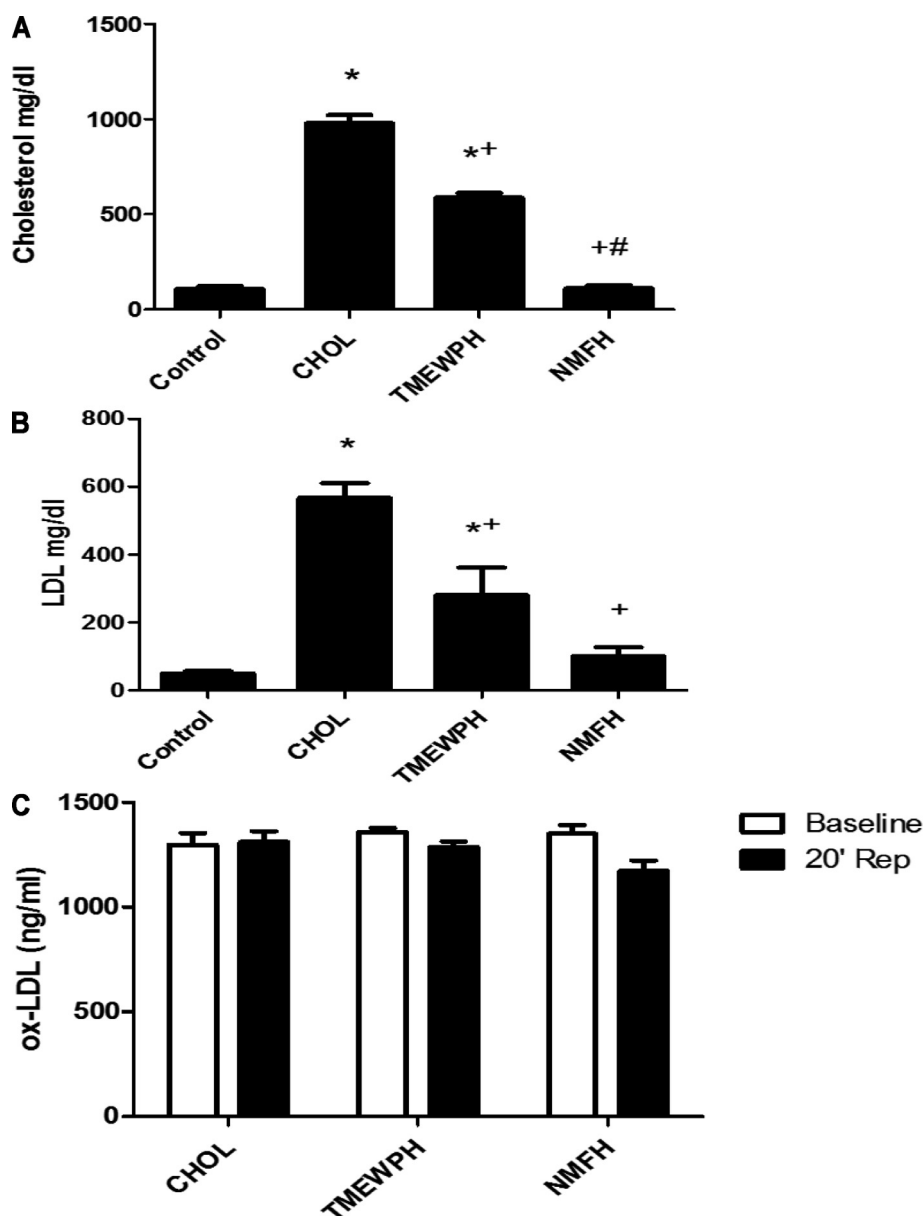 A
Cholesterol mg/dl
1500
1000
500
0
*
*+
+#
Control
CHOL
TMEWPH
NMFH
B
LDL mg/dl
800
600
400
200
0
*
*+
+
Control
CHOL
TMEWPH
NMFH
C
ox-LDL (ng/ml)
1500
1000
500
0
CHOL
TMEWPH
NMFH
Baseline
20' Rep